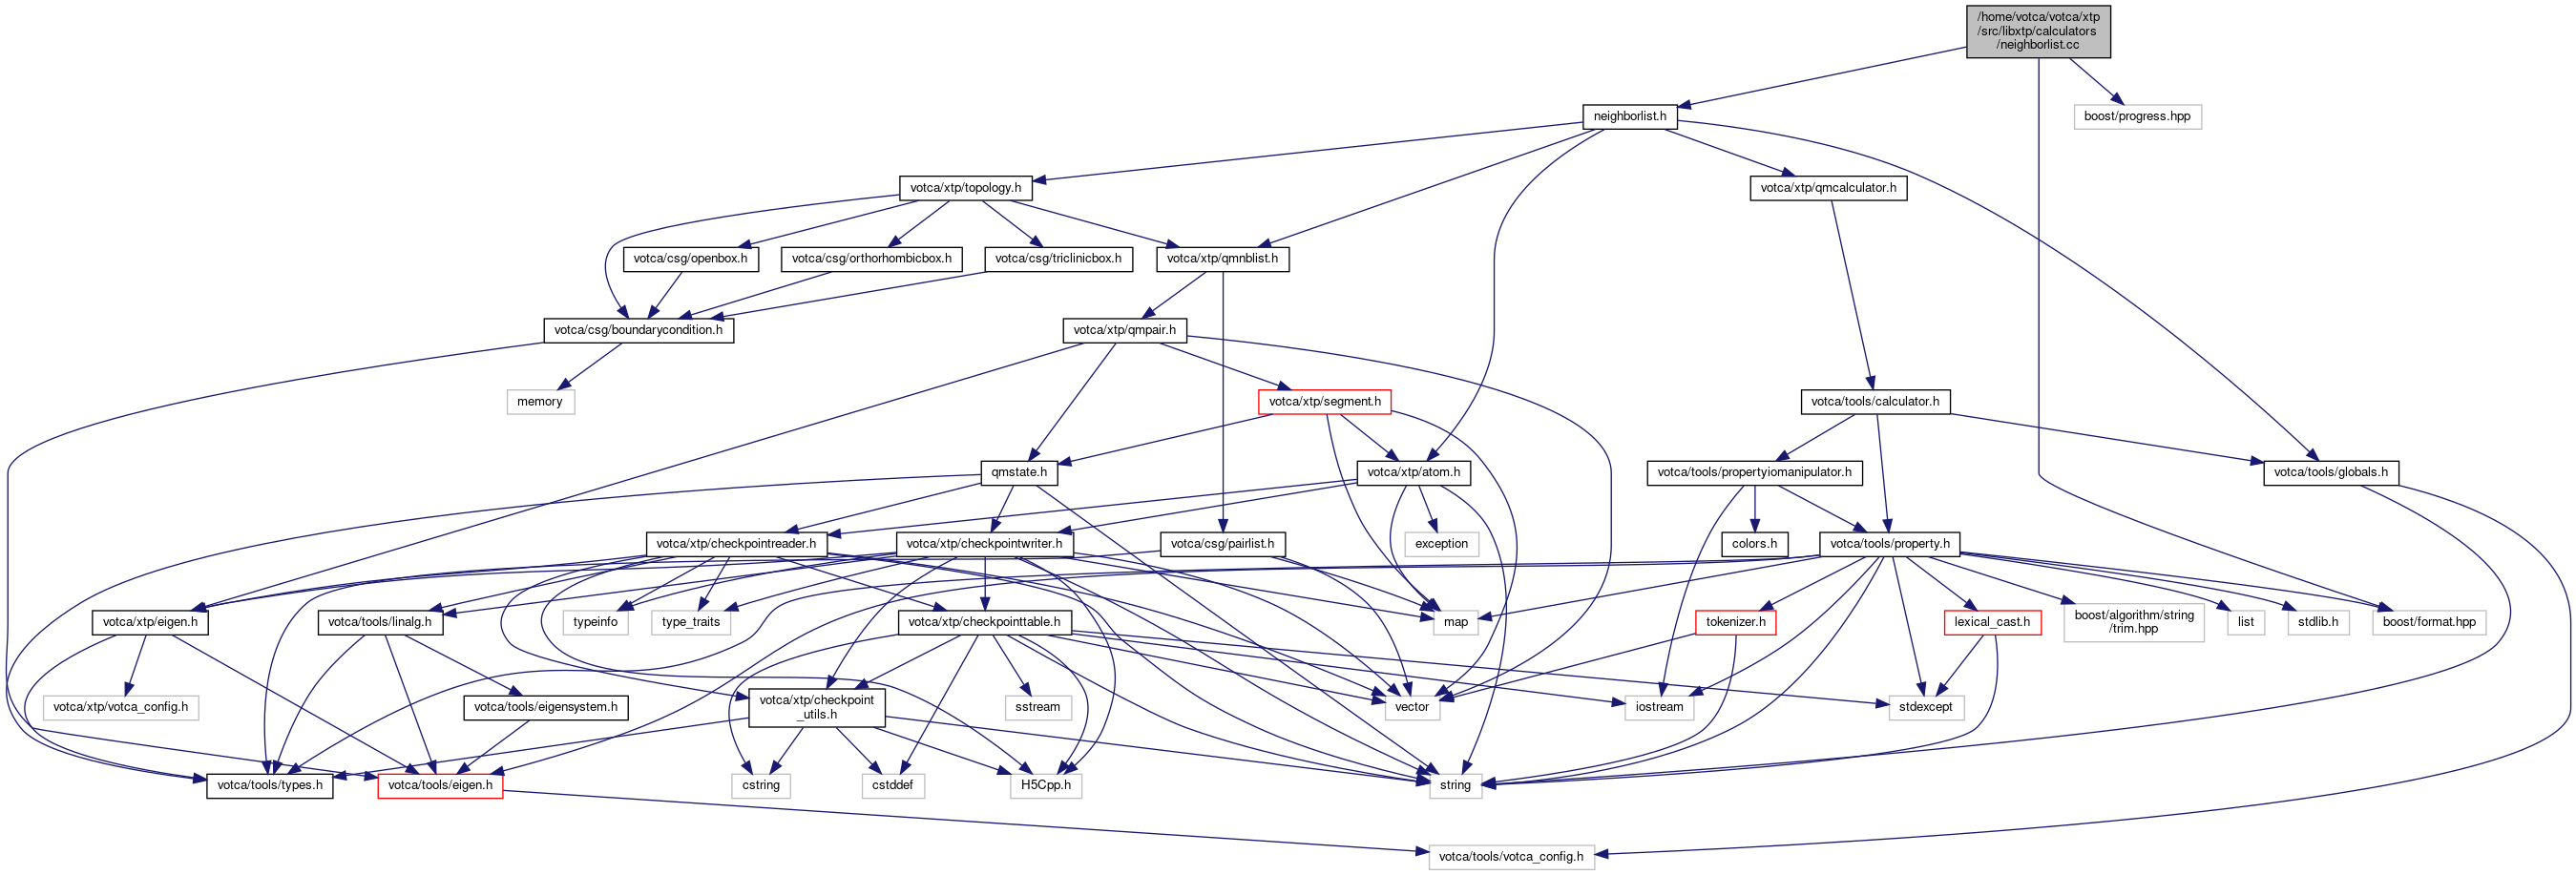 /home/votca/votca/xtp
/src/libxtp/calculators
/neighborlist.cc
neighborlist.h
boost/progress.hpp
votca/xtp/topology.h
votca/xtp/qmcalculator.h
votca/csg/openbox.h
votca/csg/orthorhombicbox.h
votca/csg/triclinicbox.h
votca/xtp/qmnblist.h
votca/csg/boundarycondition.h
votca/xtp/qmpair.h
memory
votca/xtp/segment.h
votca/tools/calculator.h
qmstate.h
votca/xtp/atom.h
votca/tools/propertyiomanipulator.h
votca/tools/globals.h
votca/xtp/checkpointreader.h
votca/xtp/checkpointwriter.h
votca/csg/pairlist.h
exception
colors.h
votca/tools/property.h
votca/xtp/eigen.h
votca/tools/linalg.h
typeinfo
type_traits
votca/xtp/checkpointtable.h
map
tokenizer.h
lexical_cast.h
boost/algorithm/string
/trim.hpp
list
stdlib.h
boost/format.hpp
votca/xtp/votca_config.h
votca/tools/eigensystem.h
votca/xtp/checkpoint
_utils.h
sstream
vector
iostream
stdexcept
votca/tools/types.h
votca/tools/eigen.h
cstring
cstddef
H5Cpp.h
string
votca/tools/votca_config.h